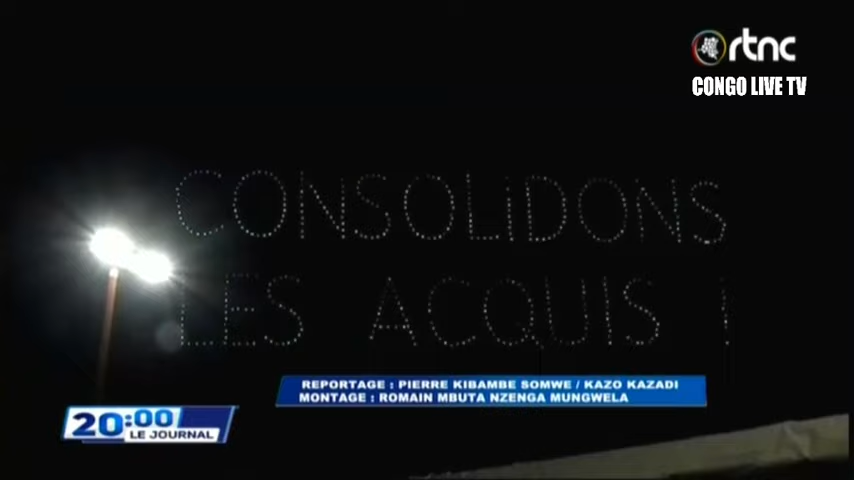 rtnc
CONGO LIVE TV
CONSOLIDONS
LES ACQUIS !
REPORTAGE : PIERRE KIBAMBE SOMWE / KAZO KAZADI
MONTAGE : ROMAIN MBUTA NZENGA MUNGWELA
20:00
LE JOURNAL